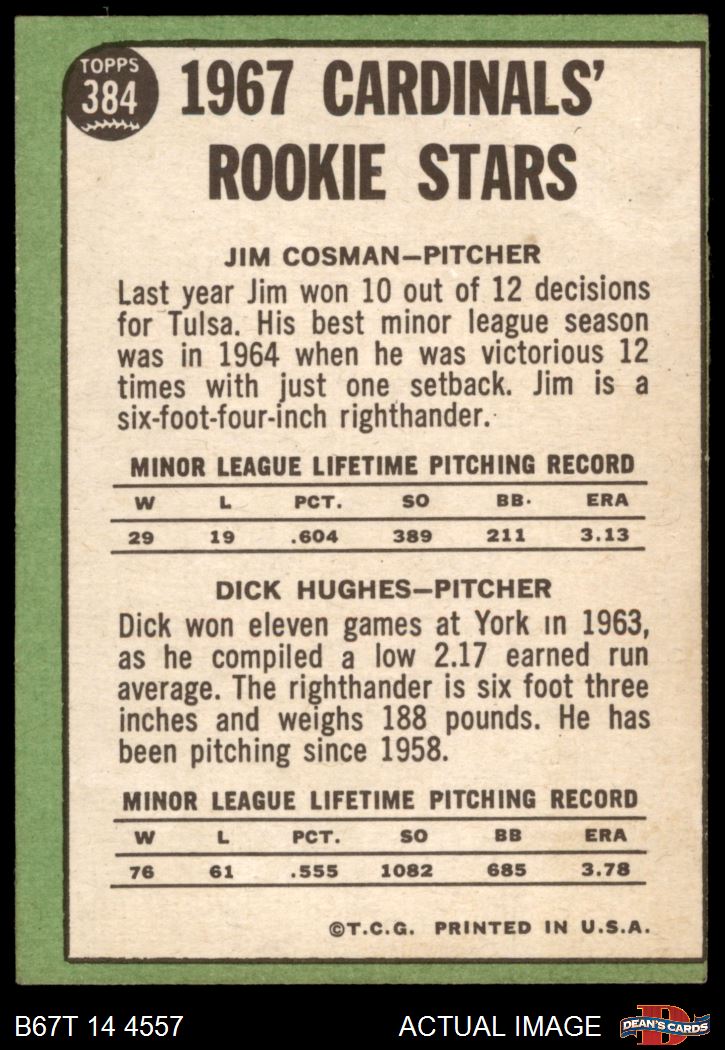 TOPPS
384
1967 CARDINALS'
ROOKIE STARS
JIM COSMAN—PITCHER
Last year Jim won 10 out of 12 decisions
for Tulsa. His best minor league season
was in 1964 when he was victorious 12
times with just one setback. Jim is a
six-foot-four-inch righthander.
MINOR LEAGUE LIFETIME PITCHING RECORD
W L PCT. SO BB. ERA
29 19 .604 389 211 3.13
DICK HUGHES—PITCHER
Dick won eleven games at York in 1963,
as he compiled a low 2.17 earned run
average. The righthander is six foot three
inches and weighs 188 pounds. He has
been pitching since 1958.
MINOR LEAGUE LIFETIME PITCHING RECORD
W L PCT. SO BB ERA
76 61 .555 1082 685 3.78
©T.C.G. PRINTED IN U.S.A.
B67T 14 4557 ACTUAL IMAGE D DEAN'S CARDS